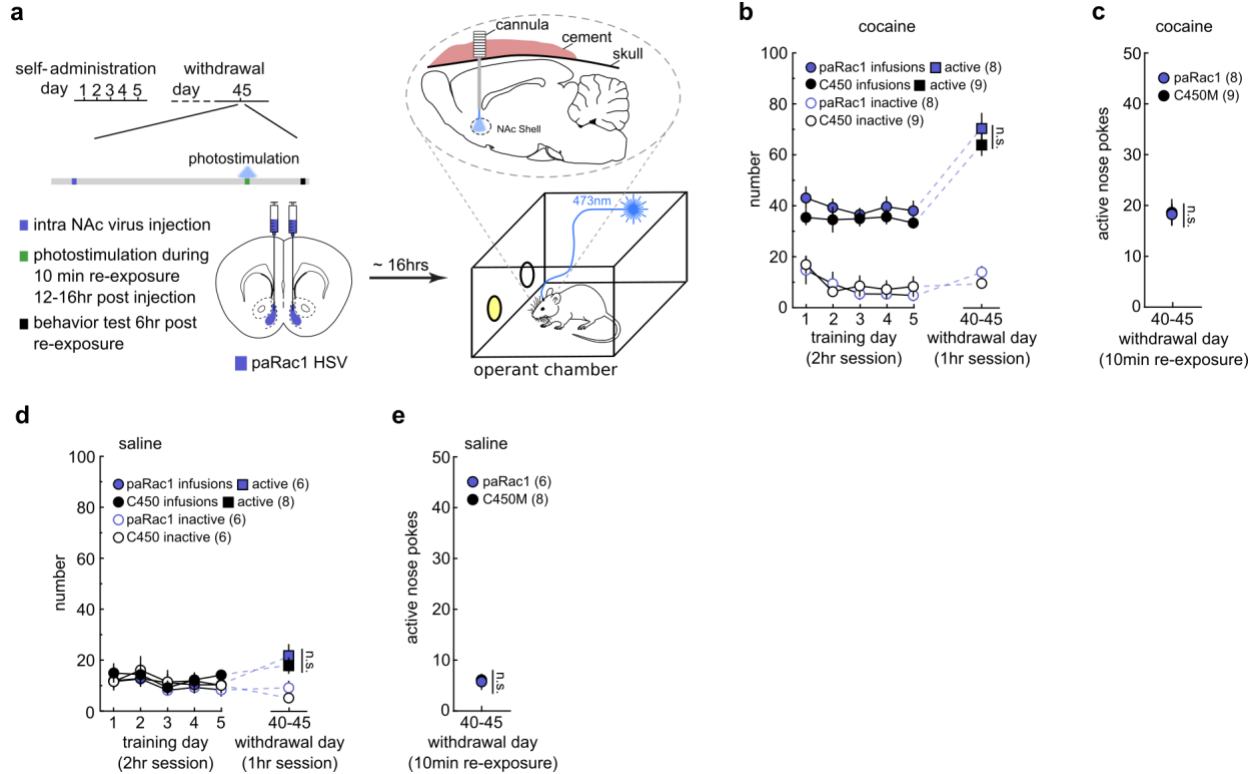 a
self-administration
day 1 2 3 4 5
withdrawal
day 45
photostimulation
intra NAc virus injection
photostimulation during
10 min re-exposure
12-16hr post injection
behavior test 6hr post
re-exposure
paRac1 HSV
~ 16hrs
cannula
cement
skull
NAc Shell
473nm
operant chamber
b
cocaine
number
100
80
60
40
20
0
paRac1 infusions active (8)
C450 infusions active (9)
paRac1 inactive (8)
C450 inactive (9)
n.s.
1 2 3 4 5 40-45
training day withdrawal day
(2hr session) (1hr session)
c
cocaine
active nose pokes
50
40
30
20
10
0
paRac1 (8)
C450M (9)
n.s.
40-45
withdrawal day
(10min re-exposure)
d
saline
number
100
80
60
40
20
0
paRac1 infusions active (6)
C450 infusions active (8)
paRac1 inactive (6)
C450 inactive (6)
n.s.
1 2 3 4 5 40-45
training day withdrawal day
(2hr session) (1hr session)
e
saline
active nose pokes
50
40
30
20
10
0
paRac1 (6)
C450M (8)
n.s.
40-45
withdrawal day
(10min re-exposure)